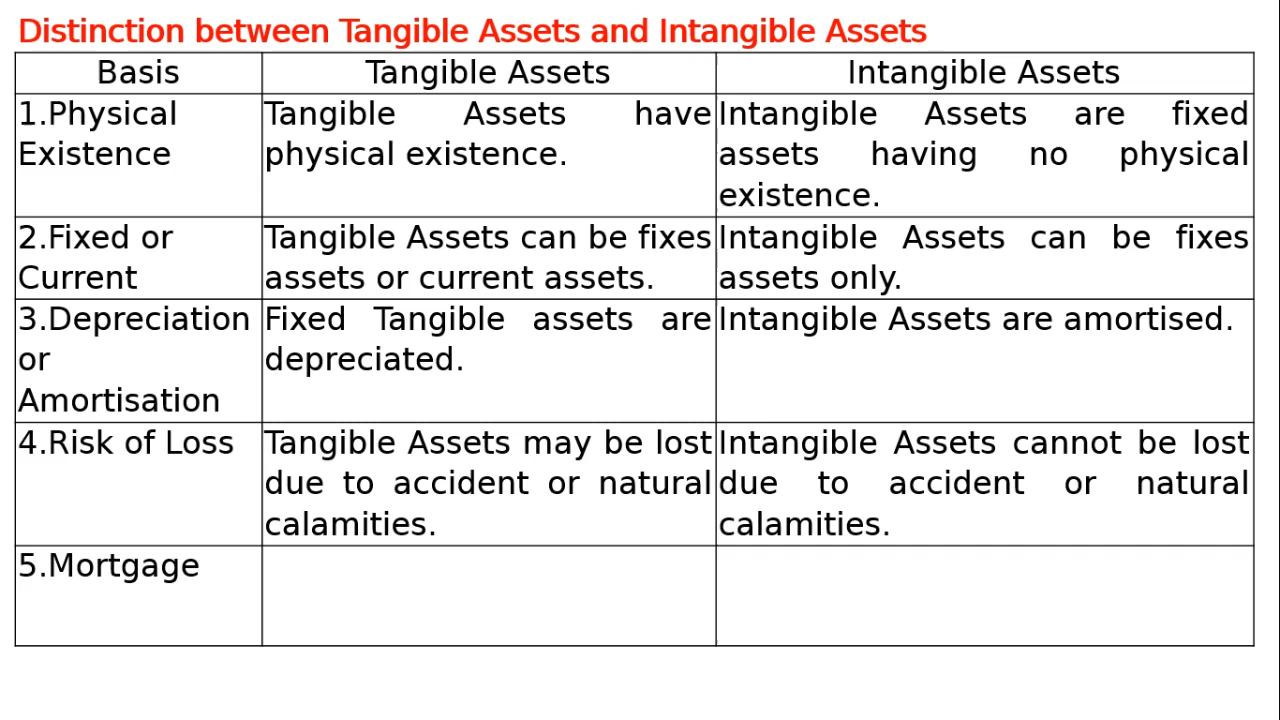 Distinction between Tangible Assets and Intangible Assets
Basis
Tangible Assets
Intangible Assets
1.Physical
Existence
Tangible Assets have
physical existence.
Intangible Assets are fixed
assets having no physical
existence.
2.Fixed or
Current
Tangible Assets can be fixes
assets or current assets.
Intangible Assets can be fixes
assets only.
3.Depreciation
or
Amortisation
Fixed Tangible assets are
depreciated.
Intangible Assets are amortised.
4.Risk of Loss
Tangible Assets may be lost
due to accident or natural
calamities.
Intangible Assets cannot be lost
due to accident or natural
calamities.
5.Mortgage